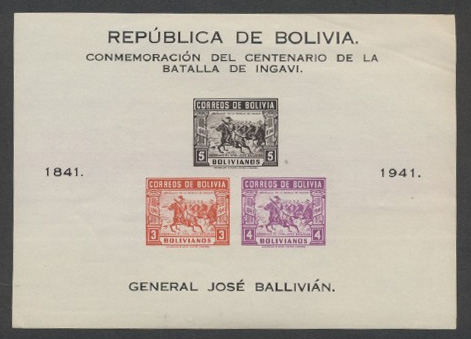 REPÚBLICA DE BOLIVIA.
CONMEMORACIÓN DEL CENTENARIO DE LA
BATALLA DE INGAVI.
CORREOS DE BOLIVIA
5 5
BOLIVIANOS
1841. 1941.
CORREOS DE BOLIVIA
3 3
BOLIVIANOS
CORREOS DE BOLIVIA
4 4
BOLIVIANOS
GENERAL JOSÉ BALLIVIÁN.